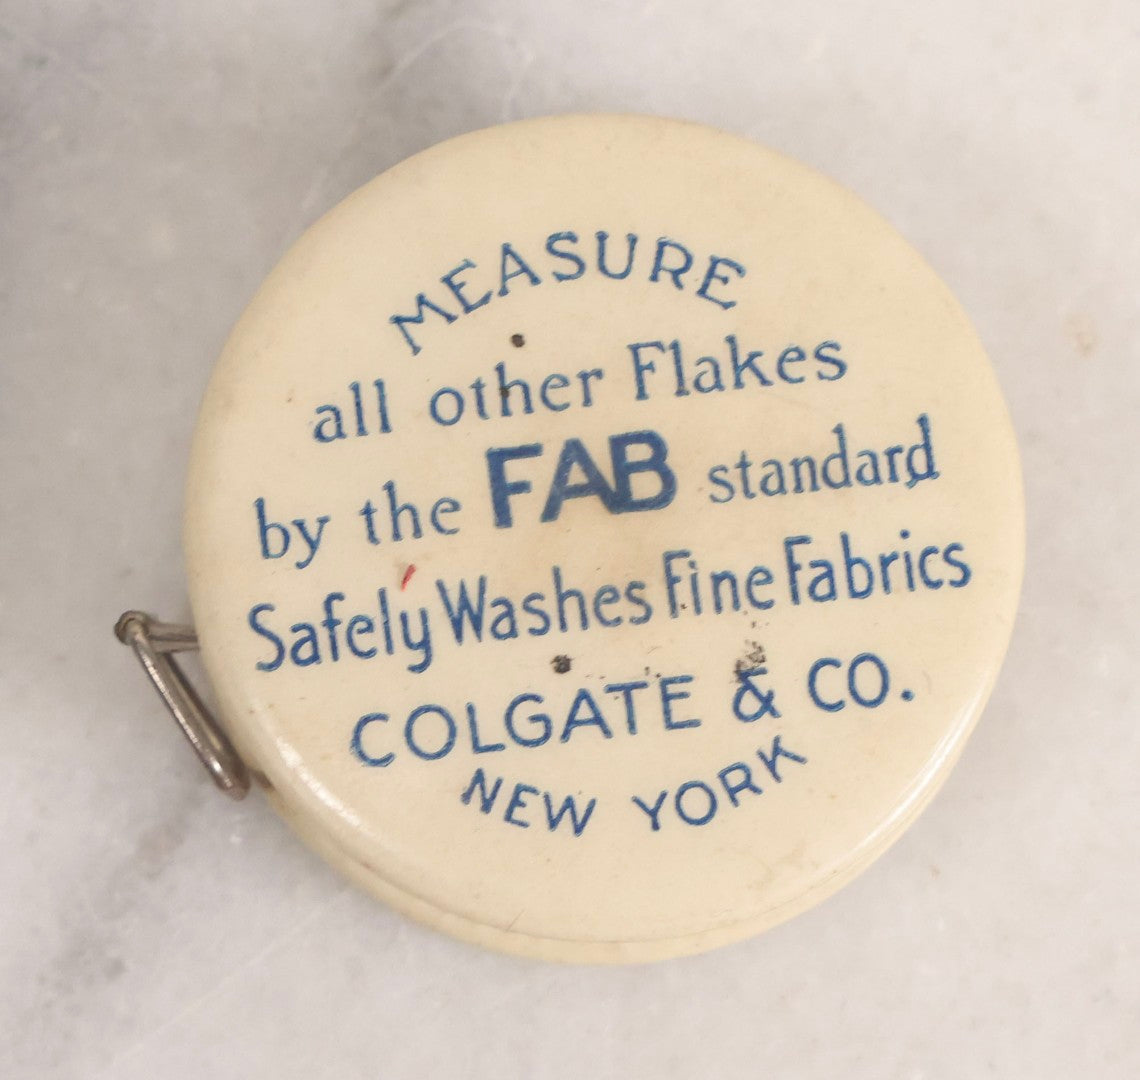 MEASURE
all other Flakes
by the FAB standard
Safely Washes Fine Fabrics
COLGATE & CO.
NEW YORK